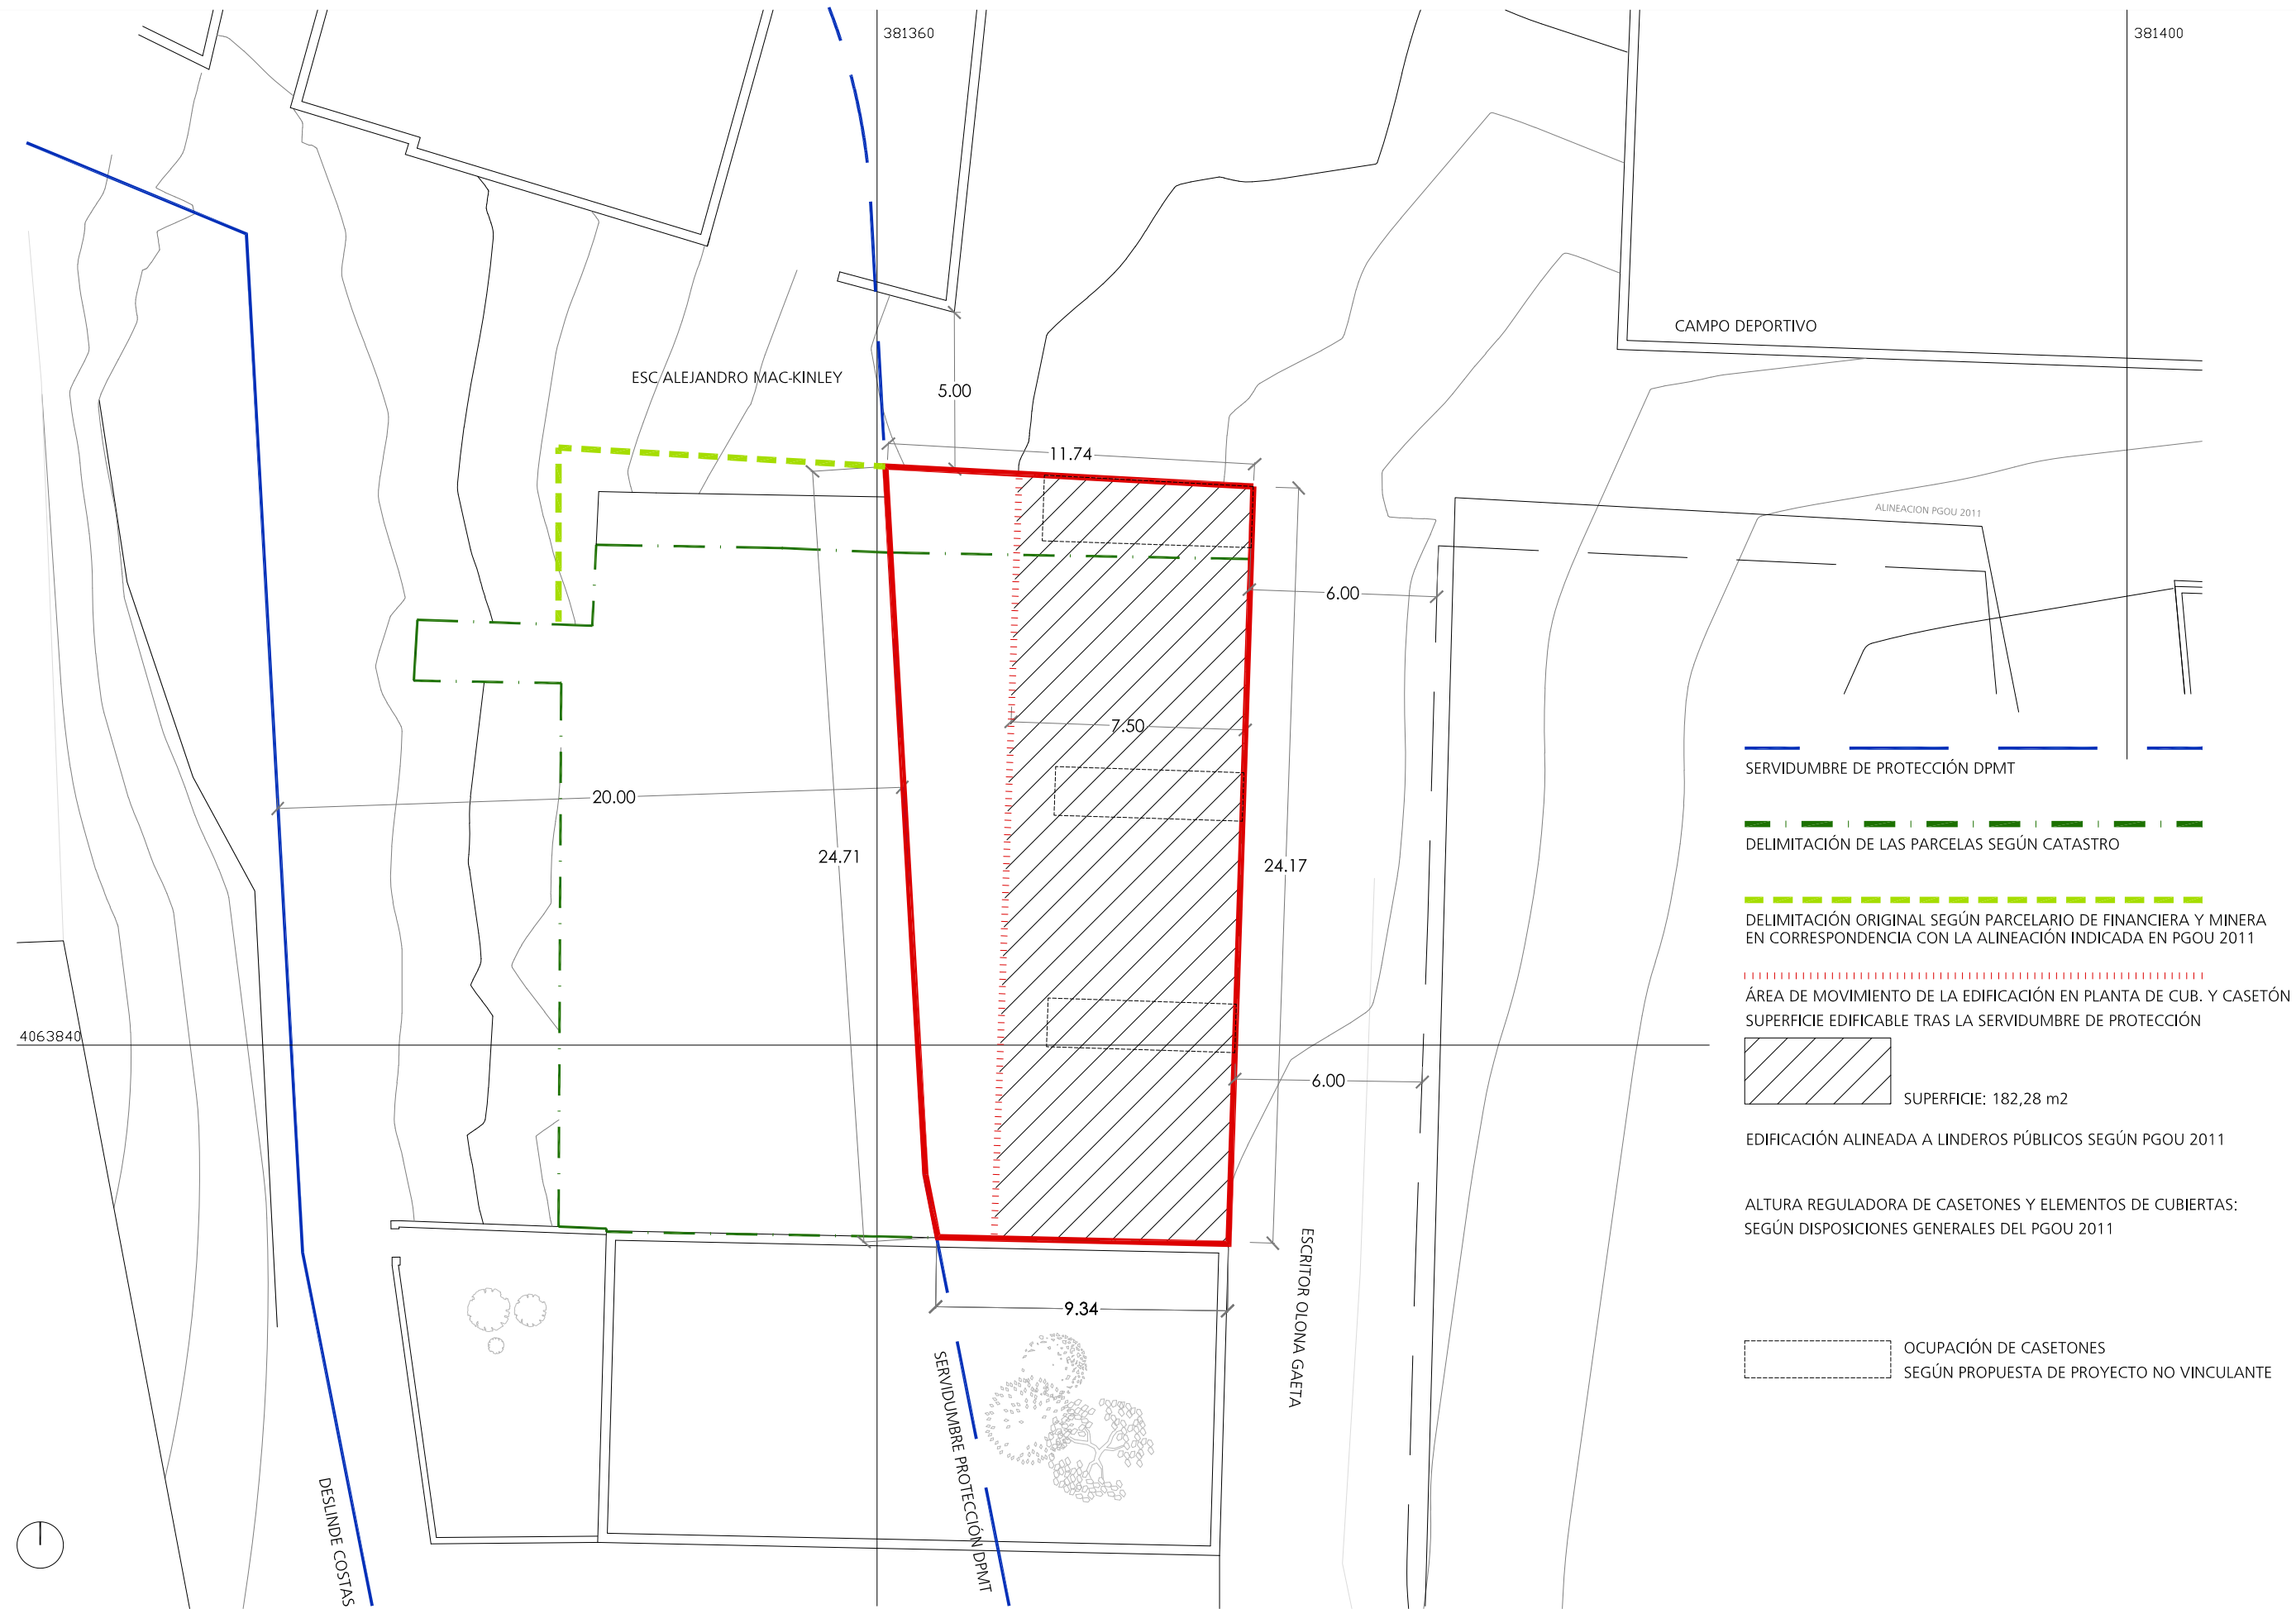 381360
381400
CAMPO DEPORTIVO
ESC ALEJANDRO MAC-KINLEY
5.00
11.74
ALINEACION PGOU 2011
6.00
7.50
20.00
24.71
24.17
4063840
6.00
9.34
ESCRITOR OLONA GAETA
SERVIDUMBRE PROTECCIÓN DPMT
DESLINDE COSTAS
SERVIDUMBRE DE PROTECCIÓN DPMT
DELIMITACIÓN DE LAS PARCELAS SEGÚN CATASTRO
DELIMITACIÓN ORIGINAL SEGÚN PARCELARIO DE FINANCIERA Y MINERA
EN CORRESPONDENCIA CON LA ALINEACIÓN INDICADA EN PGOU 2011
ÁREA DE MOVIMIENTO DE LA EDIFICACIÓN EN PLANTA DE CUB. Y CASETÓN
SUPERFICIE EDIFICABLE TRAS LA SERVIDUMBRE DE PROTECCIÓN
SUPERFICIE: 182,28 m2
EDIFICACIÓN ALINEADA A LINDEROS PÚBLICOS SEGÚN PGOU 2011
ALTURA REGULADORA DE CASETONES Y ELEMENTOS DE CUBIERTAS:
SEGÚN DISPOSICIONES GENERALES DEL PGOU 2011
OCUPACIÓN DE CASETONES
SEGÚN PROPUESTA DE PROYECTO NO VINCULANTE